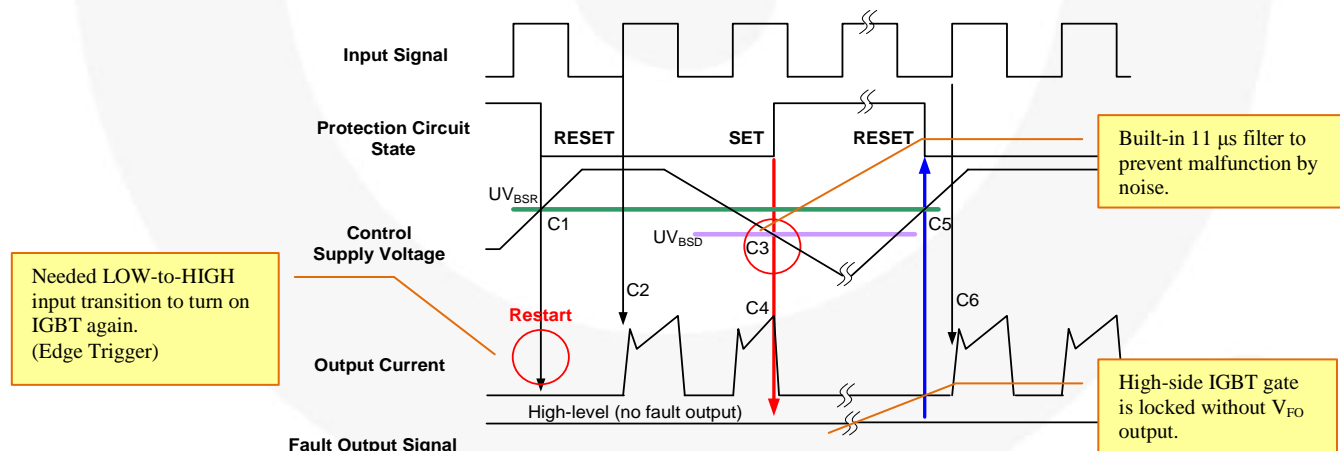 Input Signal
Protection Circuit
State
RESET
SET
RESET
Built-in 11 µs filter to
prevent malfunction by
noise.
UVBSR
C1
C5
Control
Supply Voltage
UVBSD
C3
Needed LOW-to-HIGH
input transition to turn on
IGBT again.
(Edge Trigger)
C2
C4
C6
Restart
Output Current
High-side IGBT gate
is locked without VFO
output.
High-level (no fault output)
Fault Output Signal